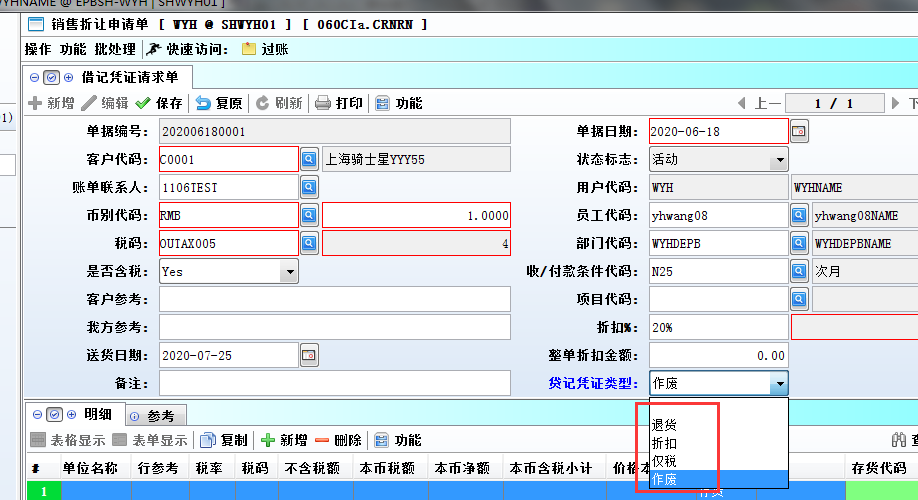 WYHNAME @ EPBSH-WYH | SHWYH01 ]
销售折让申请单 [ WYH @ SHWYH01 ] [ 060CIa.CRNRN ]
操作 功能 批处理 快速访问: 过账
借记凭证请求单
新增 编辑 保存 复原 刷新 打印 功能 上一 1 / 1 下
1)
单据编号: 202006180001 单据日期: 2020-06-18
客户代码: C0001 上海骑士星YYY55 状态标志: 活动
账单联系人: 1106TEST 用户代码: WYH WYHNAME
币别代码: RMB 1.0000 员工代码: yhwang08 yhwang08NAME
税码: OUTAX005 4 部门代码: WYHDEPB WYHDEPBNAME
是否含税: Yes 收/付款条件代码: N25 次月
客户参考: 项目代码:
我方参考: 折扣%: 20%
送货日期: 2020-07-25 整单折扣金额: 0.00
备注: 贷记凭证类型: 作废
退货
折扣
仅税
作废
明细 参考
表格显示 表单显示 复制 新增 删除 功能
# 单位名称 行参考 税率 税码 不含税额 本币税额 本币净额 本币含税小计 价格本 存货代码
1